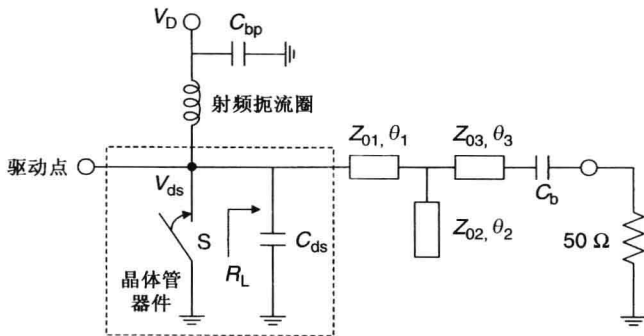 V_D
C_bp
射频扼流圈
Z_01, θ_1
Z_03, θ_3
驱动点
V_ds
C_b
S
R_L
C_ds
Z_02, θ_2
50 Ω
晶体管
器件